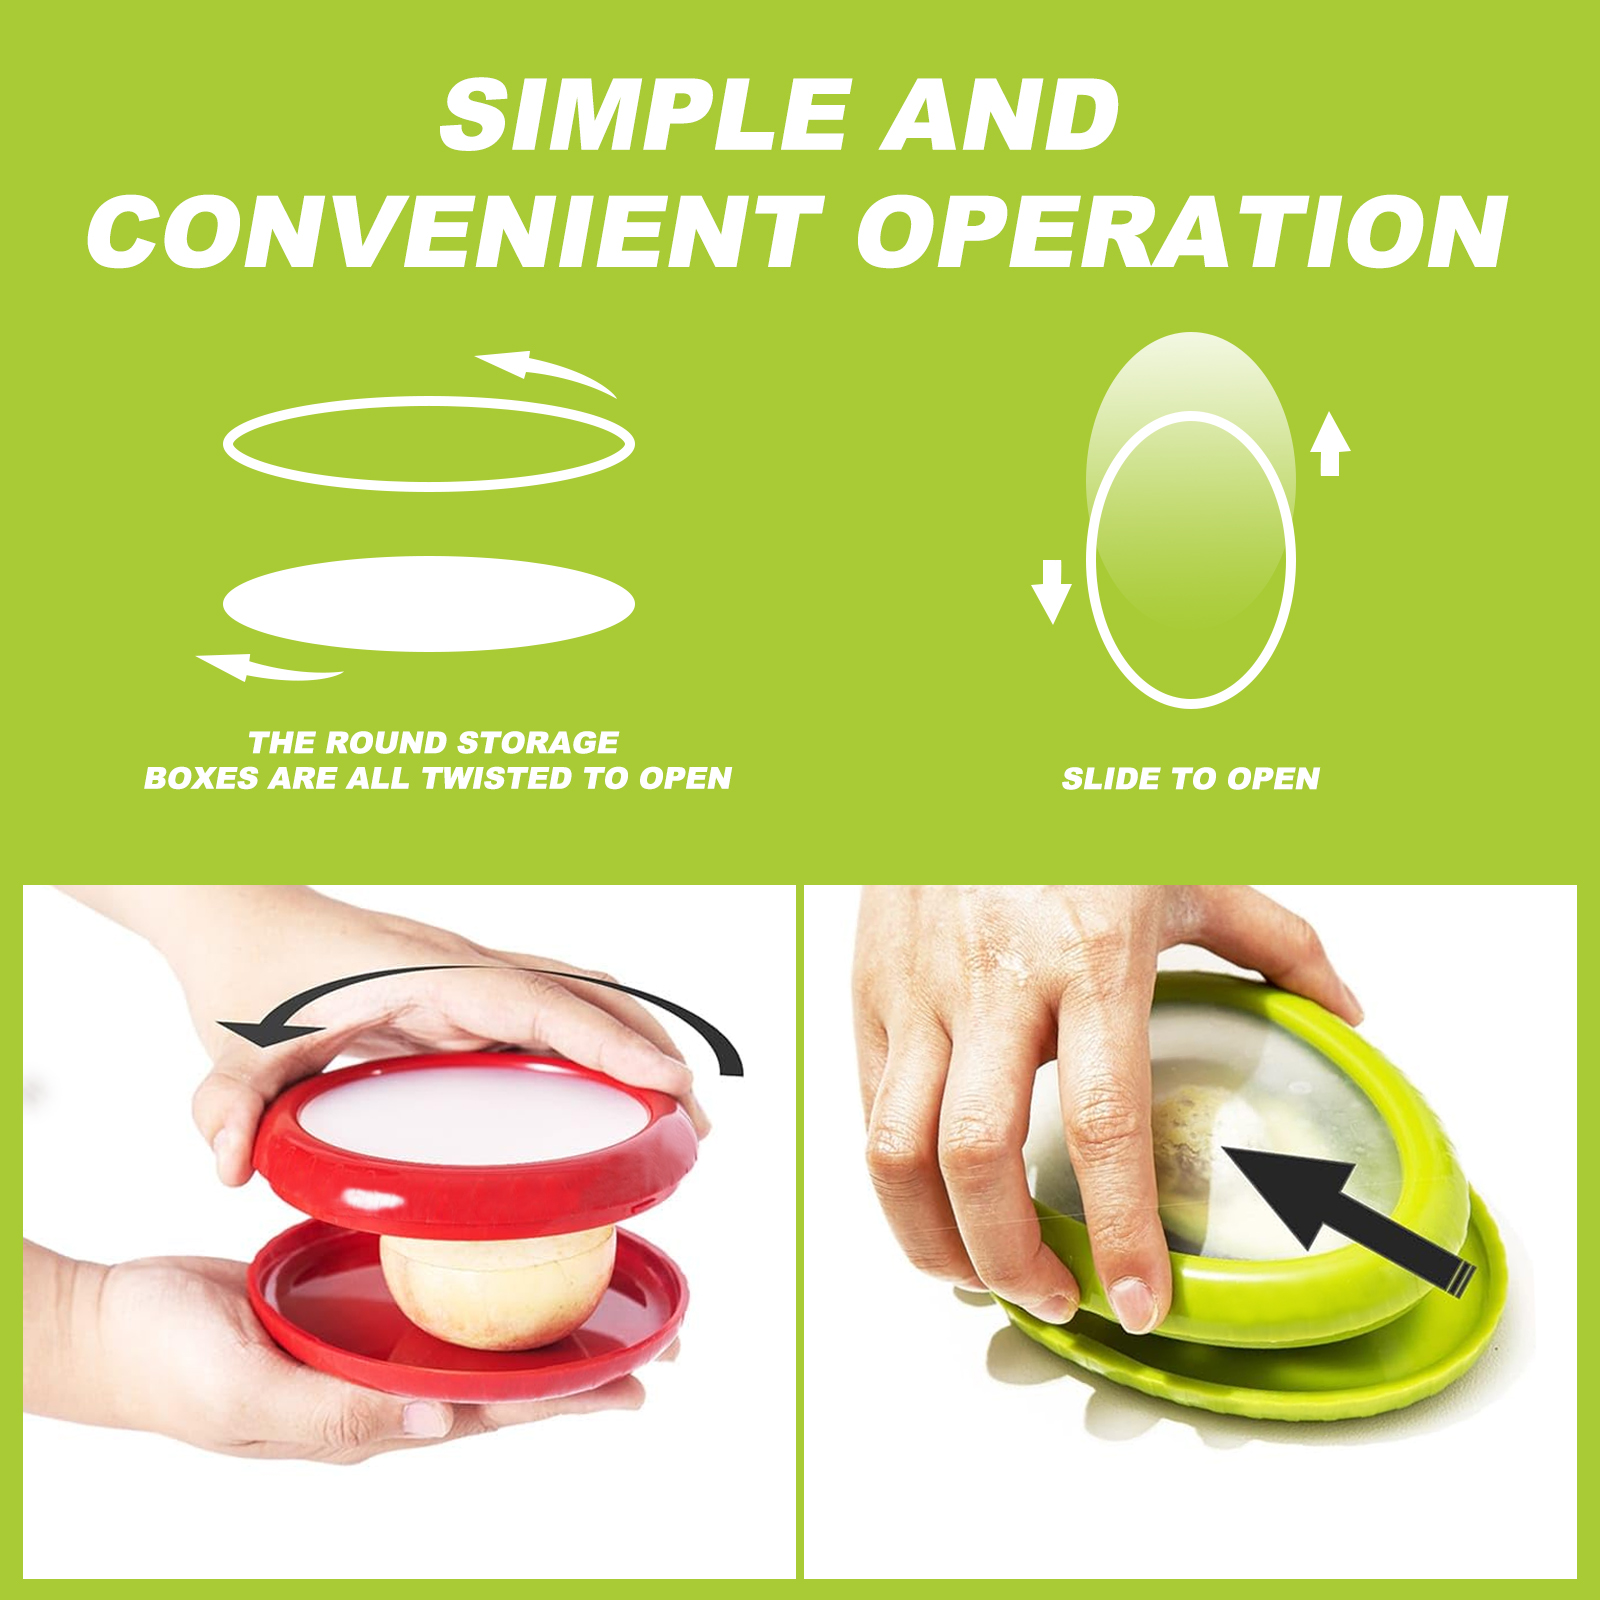 SIMPLE AND
CONVENIENT OPERATION
THE ROUND STORAGE
BOXES ARE ALL TWISTED TO OPEN
SLIDE TO OPEN